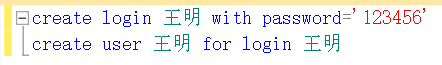 create login 王明 with password='123456'
create user 王明 for login 王明